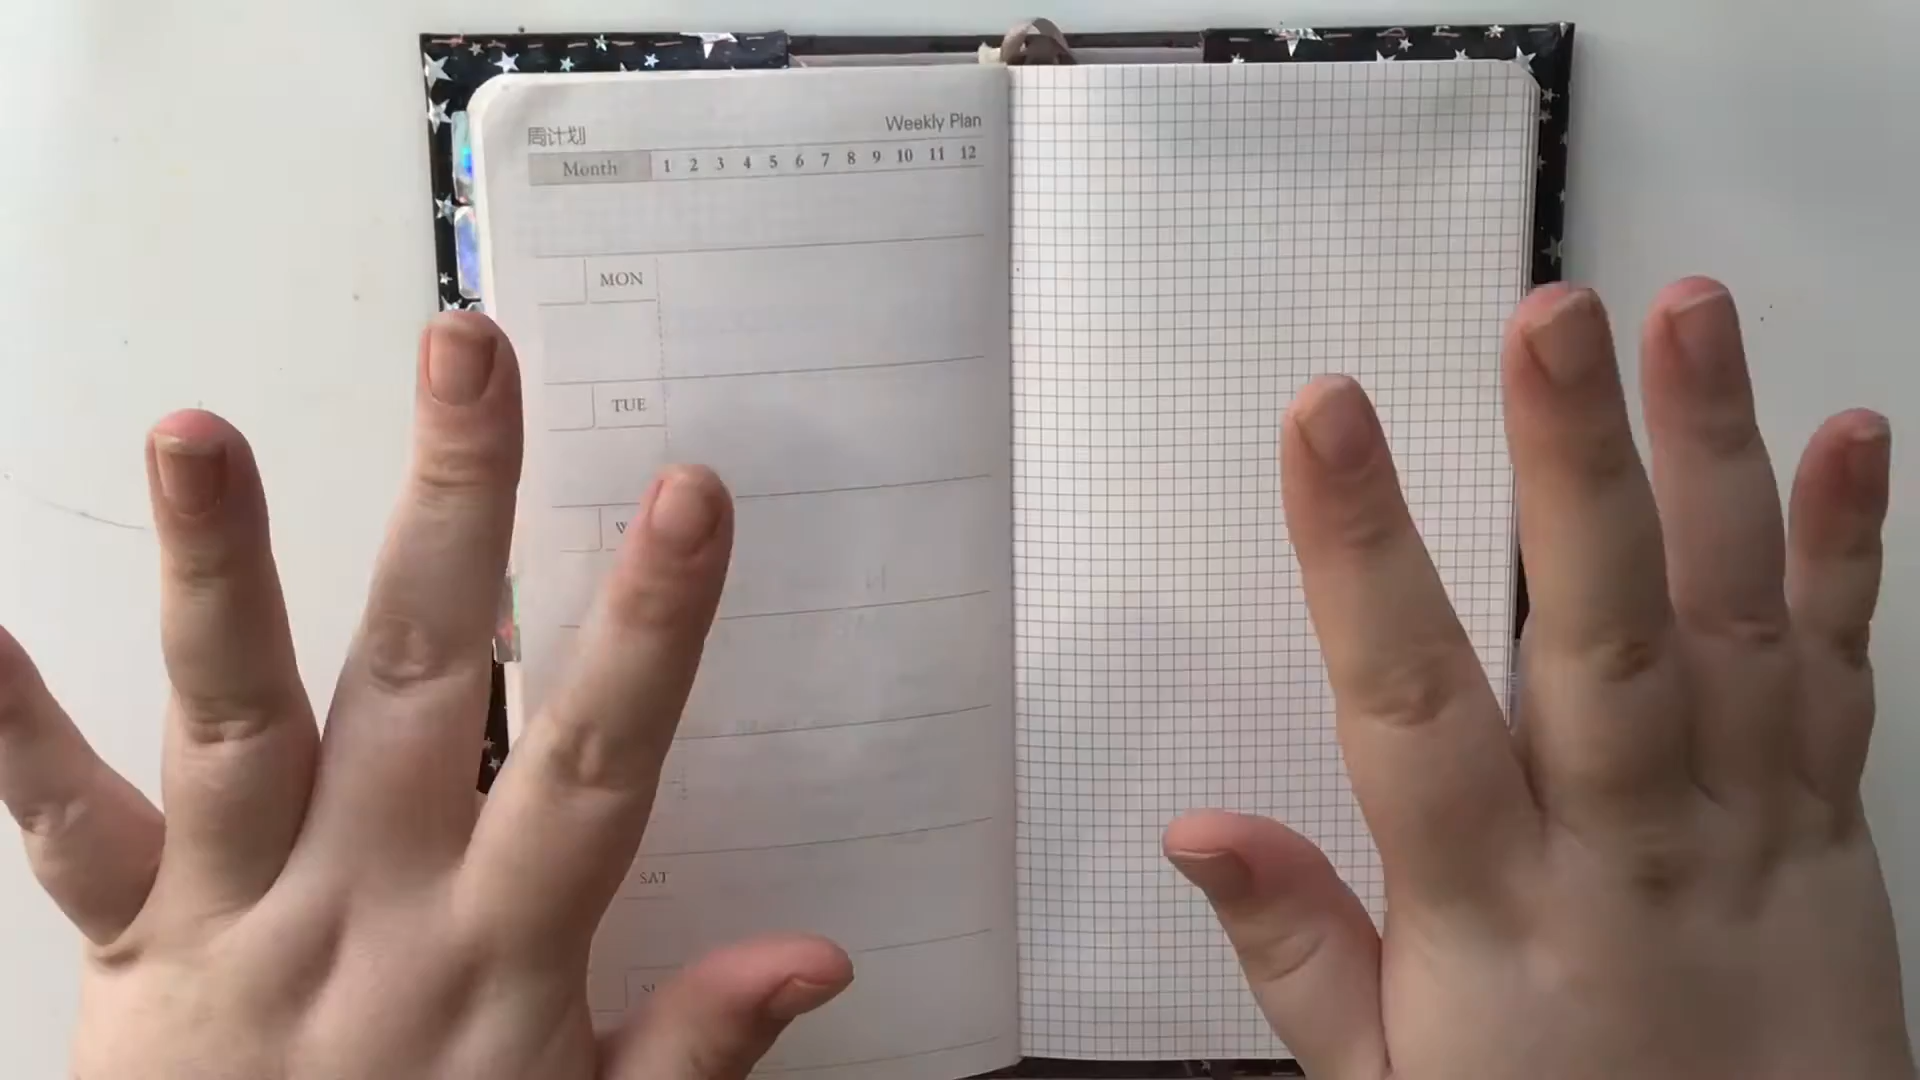 周计划
Weekly Plan
Month 1 2 3 4 5 6 7 8 9 10 11 12
MON
TUE
SAT